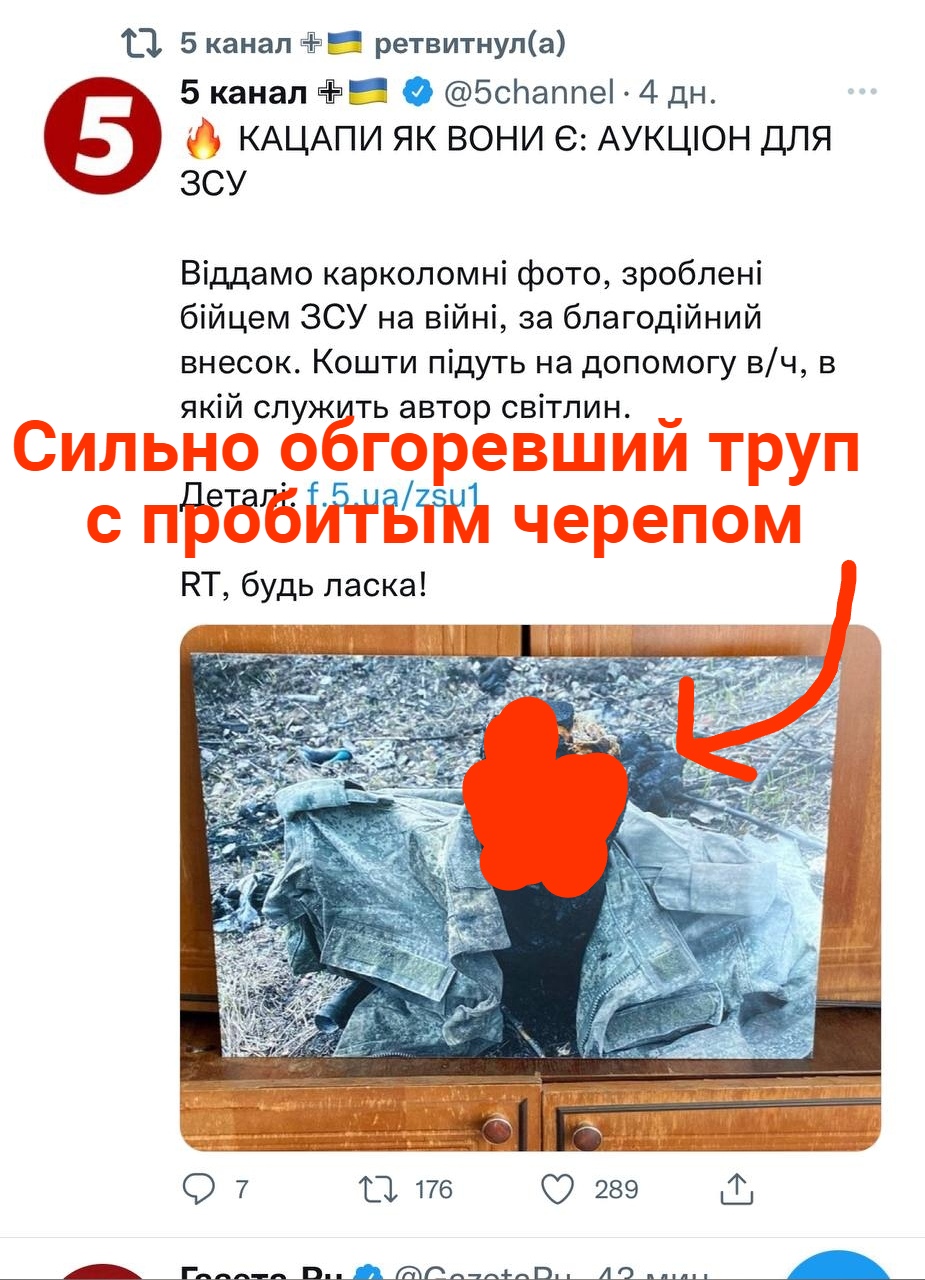 5 канал ретвитнул(а)
5 канал @5channel · 4 дн.
5
🔥 КАЦАПИ ЯК ВОНИ Є: АУКЦІОН ДЛЯ
ЗСУ
Віддамо карколомні фото, зроблені
бійцем ЗСУ на війні, за благодійний
внесок. Кошти підуть на допомогу в/ч, в
якій служить автор світлин.
Сильно обгоревший труп
Деталі: f.5.ua/zsu1
с пробитым черепом
RT, будь ласка!
7 176 289
Газета.Ru @GazetaRu · 43 мин.